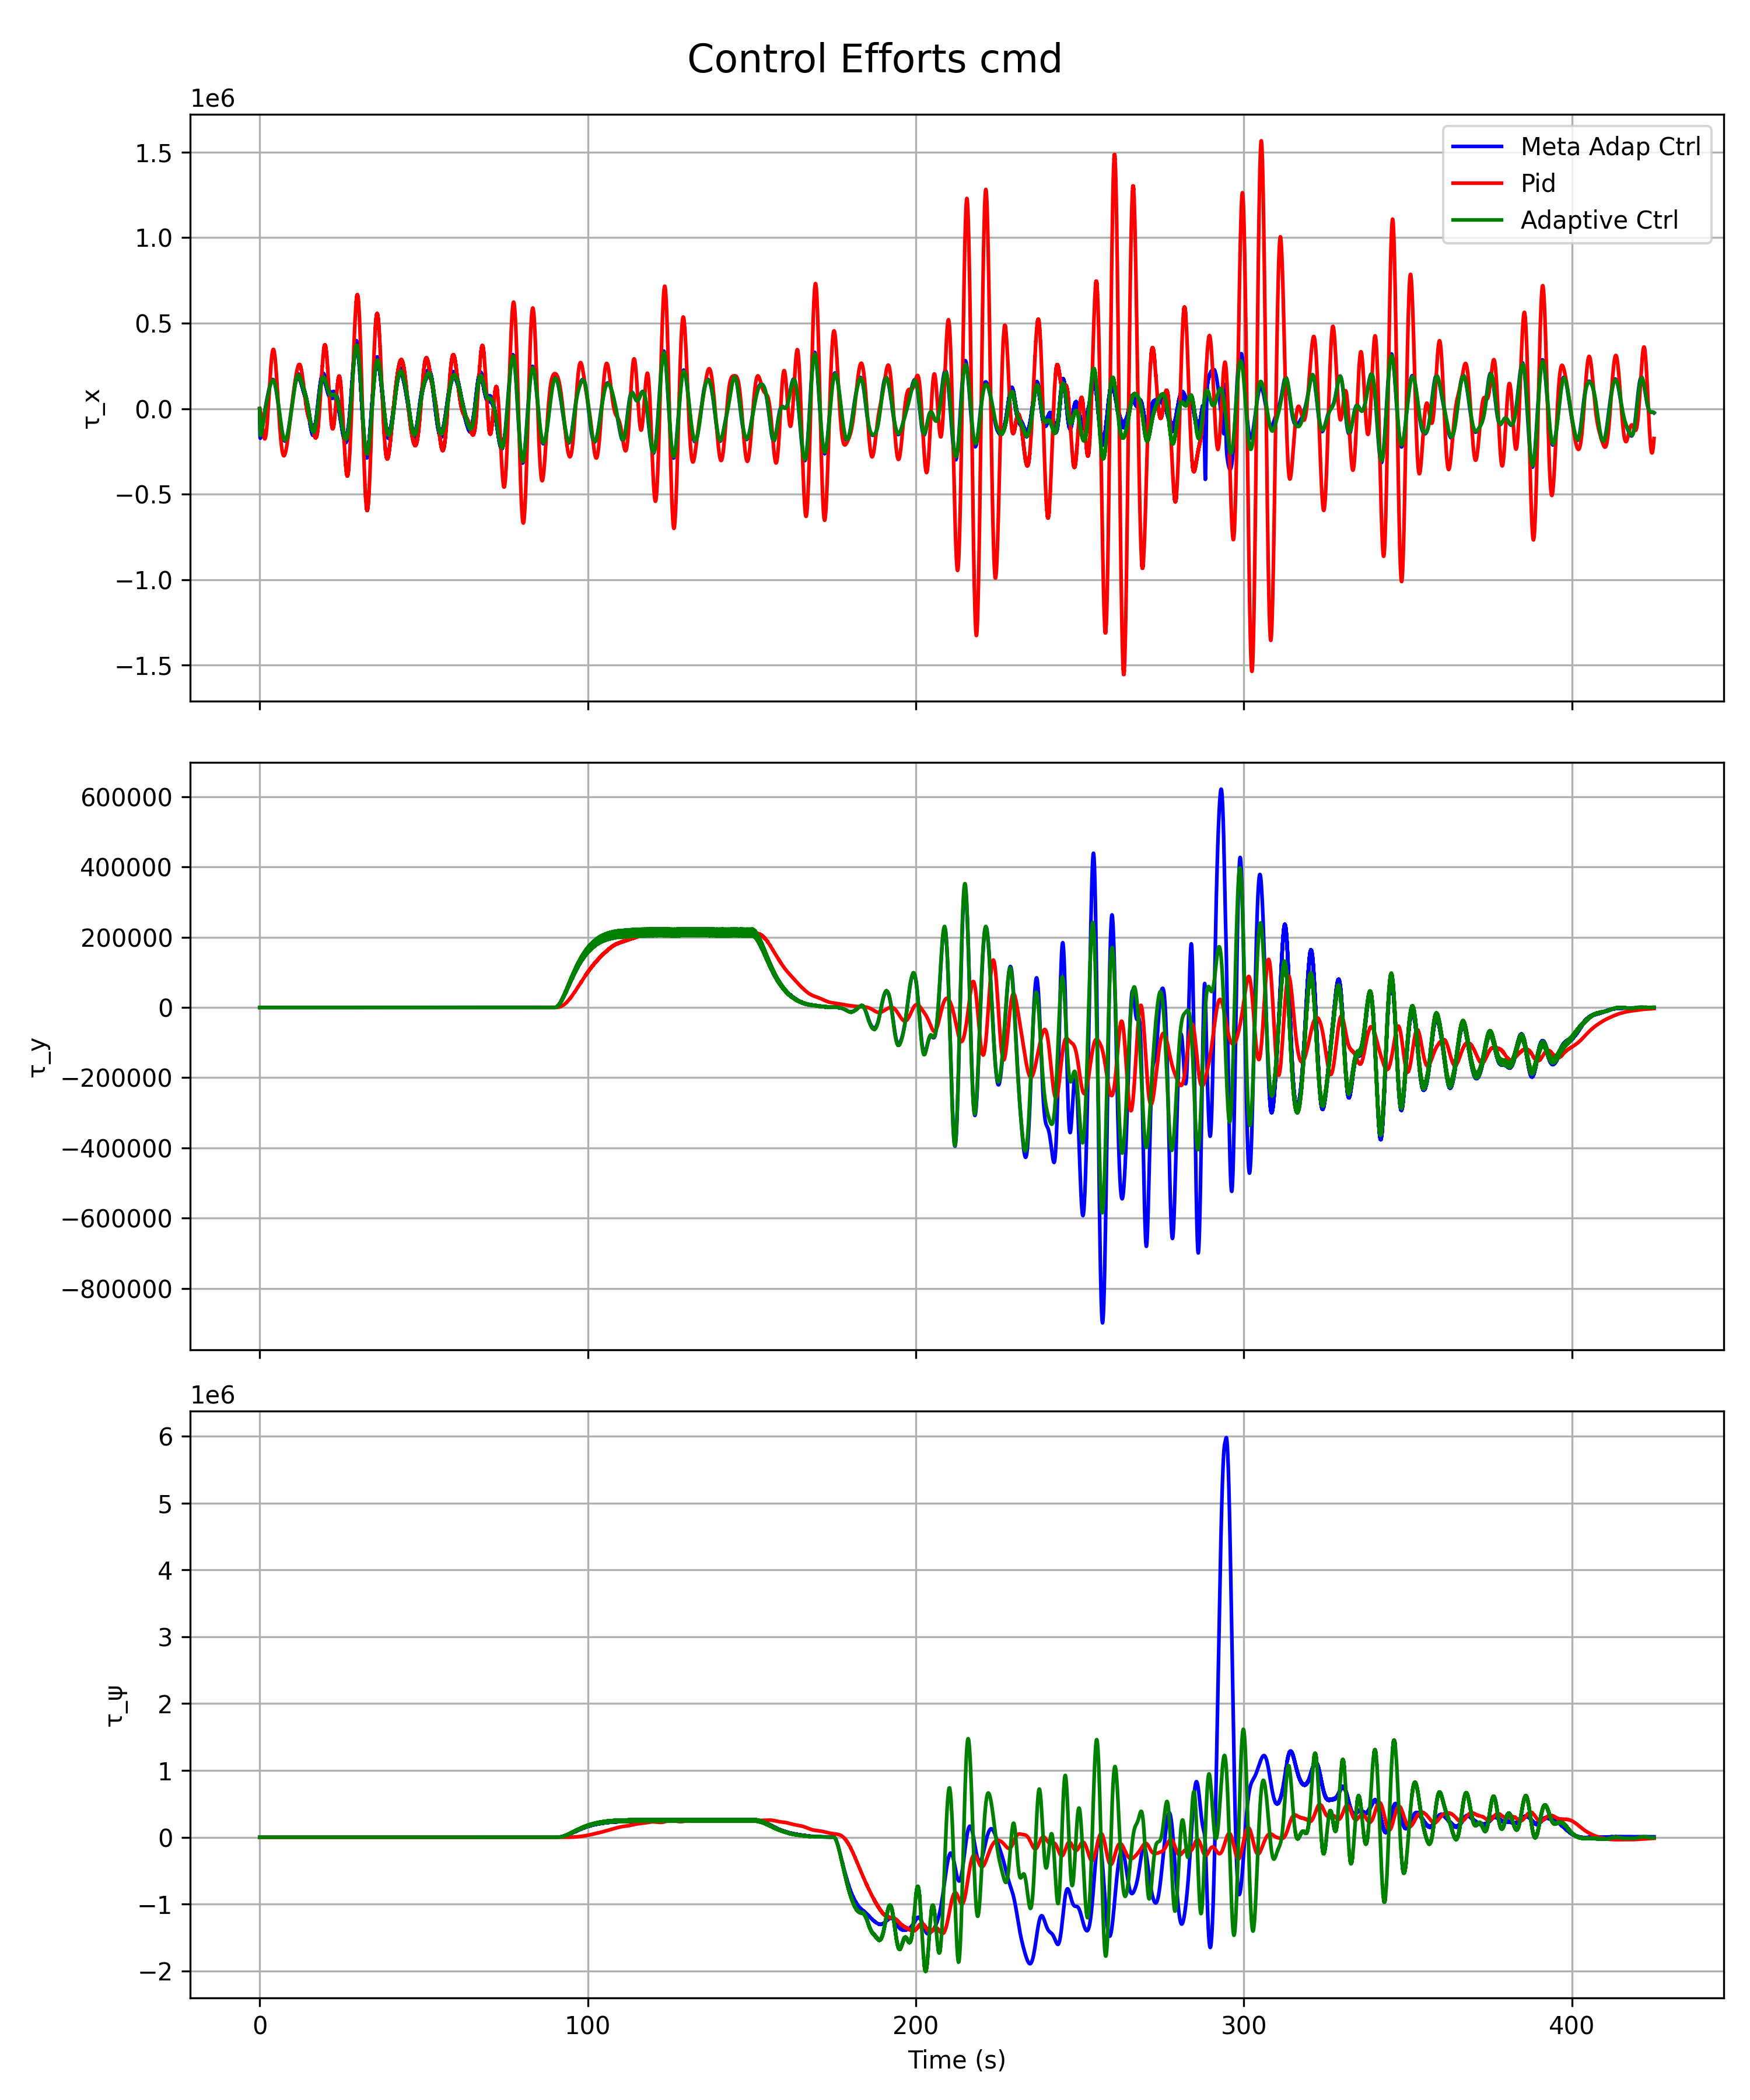 Control Efforts cmd
1e6
1.5
1.0
0.5
0.0
−0.5
−1.0
−1.5
τ_x
Meta Adap Ctrl
Pid
Adaptive Ctrl
600000
400000
200000
0
−200000
−400000
−600000
−800000
τ_y
1e6
6
5
4
3
2
1
0
−1
−2
τ_ψ
0 100 200 300 400
Time (s)